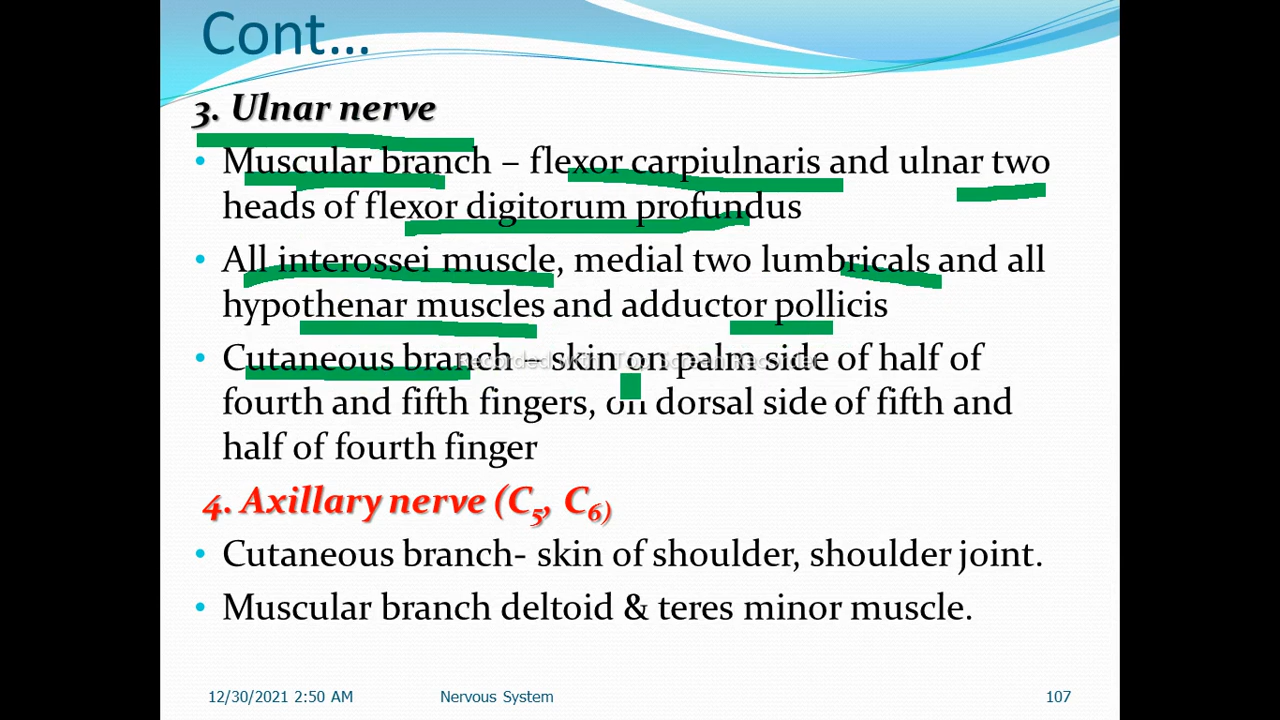 Cont...
3. Ulnar nerve
• Muscular branch – flexor carpiulnaris and ulnar two
heads of flexor digitorum profundus
• All interossei muscle, medial two lumbricals and all
hypothenar muscles and adductor pollicis
• Cutaneous branch – skin on palm side of half of
fourth and fifth fingers, on dorsal side of fifth and
half of fourth finger
4. Axillary nerve (C5, C6)
• Cutaneous branch- skin of shoulder, shoulder joint.
• Muscular branch deltoid & teres minor muscle.
12/30/2021 2:50 AM Nervous System 107